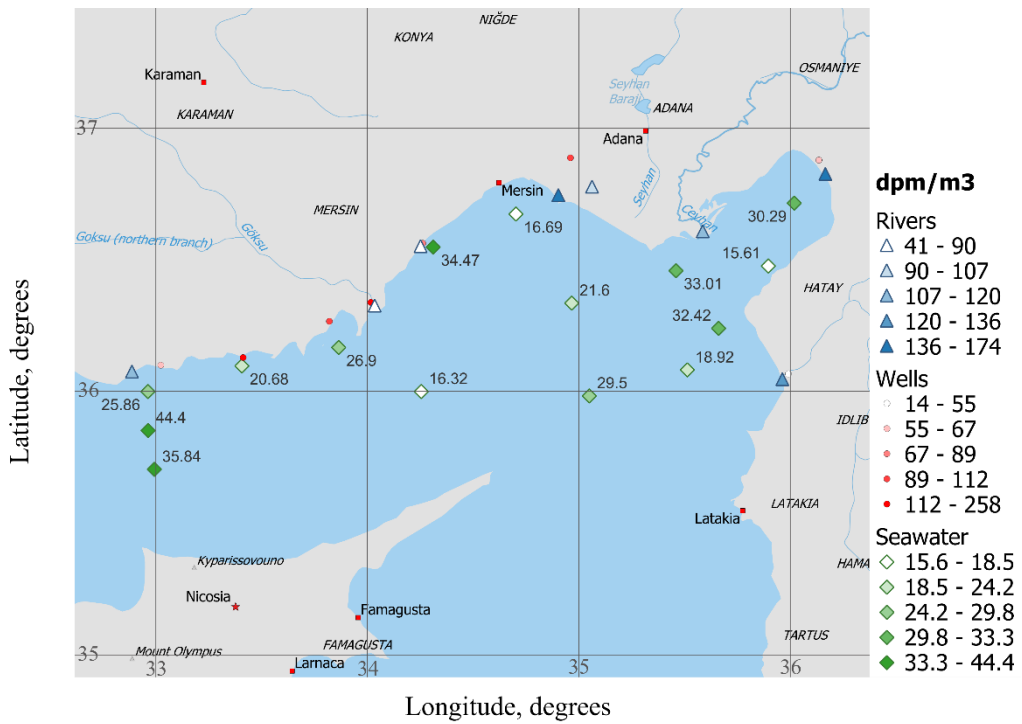 NIĞDE
KONYA
OSMANIYE
Karaman
Seyhan
Baraji
ADANA
KARAMAN
37
Adana
dpm/m3
Mersin
Seyhan
Rivers
MERSIN
Ceyhan
30.29
41 - 90
16.69
Goksu (northern branch)
Göksu
90 - 107
34.47
15.61
107 - 120
33.01
HATAY
21.6
120 - 136
32.42
136 - 174
26.9
18.92
Wells
20.68
16.32
36
29.5
14 - 55
25.86
44.4
IDLIB
55 - 67
67 - 89
35.84
89 - 112
LATAKIA
112 - 258
Latakia
Seawater
Kyparissovouno
HAMA
15.6 - 18.5
Nicosia
18.5 - 24.2
Famagusta
24.2 - 29.8
FAMAGUSTA
TARTUS
29.8 - 33.3
Mount Olympus
35
Larnaca
33.3 - 44.4
33
34
35
36
Latitude, degrees
Longitude, degrees